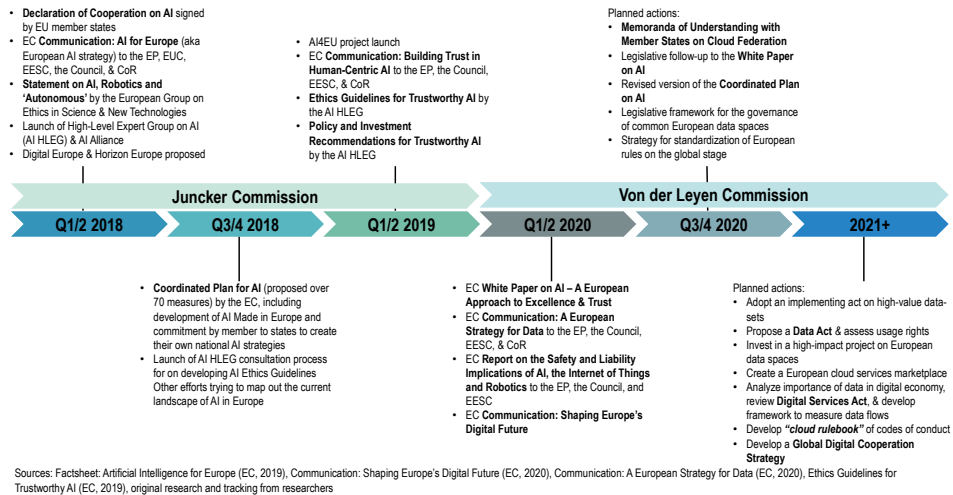 • Declaration of Cooperation on AI signed
by EU member states
• EC Communication: AI for Europe (aka
European AI strategy) to the EP, EUC,
EESC, the Council, & CoR
• Statement on AI, Robotics and
‘Autonomous’ by the European Group on
Ethics in Science & New Technologies
• Launch of High-Level Expert Group on AI
(AI HLEG) & AI Alliance
• Digital Europe & Horizon Europe proposed
• AI4EU project launch
• EC Communication: Building Trust in
Human-Centric AI to the EP, the Council,
EESC, & CoR
• Ethics Guidelines for Trustworthy AI by
the AI HLEG
• Policy and Investment
Recommendations for Trustworthy AI
by the AI HLEG
Planned actions:
• Memoranda of Understanding with
Member States on Cloud Federation
• Legislative follow-up to the White Paper
on AI
• Revised version of the Coordinated Plan
on AI
• Legislative framework for the governance
of common European data spaces
• Strategy for standardization of European
rules on the global stage
Juncker Commission
Von der Leyen Commission
Q1/2 2018
Q3/4 2018
Q1/2 2019
Q1/2 2020
Q3/4 2020
2021+
• Coordinated Plan for AI (proposed over
70 measures) by the EC, including
development of AI Made in Europe and
commitment by member to states to create
their own national AI strategies
• Launch of AI HLEG consultation process
for on developing AI Ethics Guidelines
Other efforts trying to map out the current
landscape of AI in Europe
• EC White Paper on AI – A European
Approach to Excellence & Trust
• EC Communication: A European
Strategy for Data to the EP, the Council,
EESC, & CoR
• EC Report on the Safety and Liability
Implications of AI, the Internet of Things
and Robotics to the EP, the Council, and
EESC
• EC Communication: Shaping Europe’s
Digital Future
Planned actions:
• Adopt an implementing act on high-value data-
sets
• Propose a Data Act & assess usage rights
• Invest in a high-impact project on European
data spaces
• Create a European cloud services marketplace
• Analyze importance of data in digital economy,
review Digital Services Act, & develop
framework to measure data flows
• Develop “cloud rulebook” of codes of conduct
• Develop a Global Digital Cooperation
Strategy
Sources: Factsheet: Artificial Intelligence for Europe (EC, 2019), Communication: Shaping Europe’s Digital Future (EC, 2020), Communication: A European Strategy for Data (EC, 2020), Ethics Guidelines for
Trustworthy AI (EC, 2019), original research and tracking from researchers